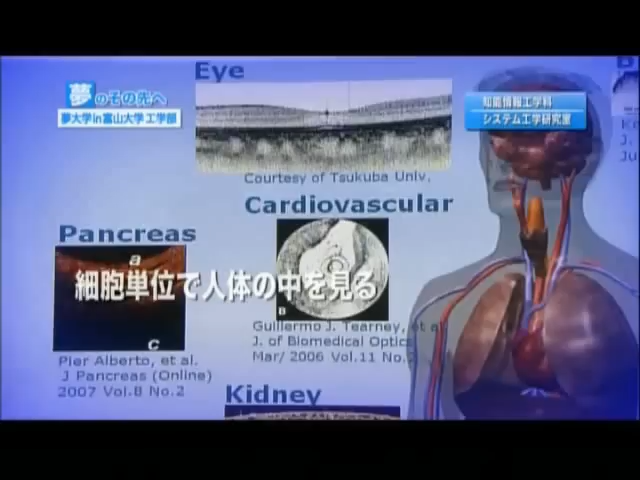 夢のその先へ
夢大学in富山大学 工学部
知能情報工学科
システム工学研究室
Eye
Courtesy of Tsukuba Univ.
Cardiovascular
Pancreas
a
C
B
細胞単位で人体の中を見る
Guillermo J. Tearney, et a
J. of Biomedical Optics
Mar/ 2006 Vol.11 No.
Pier Alberto, et al.
J Pancreas (Online)
2007 Vol.8 No.2
Kidney
J.
Ju